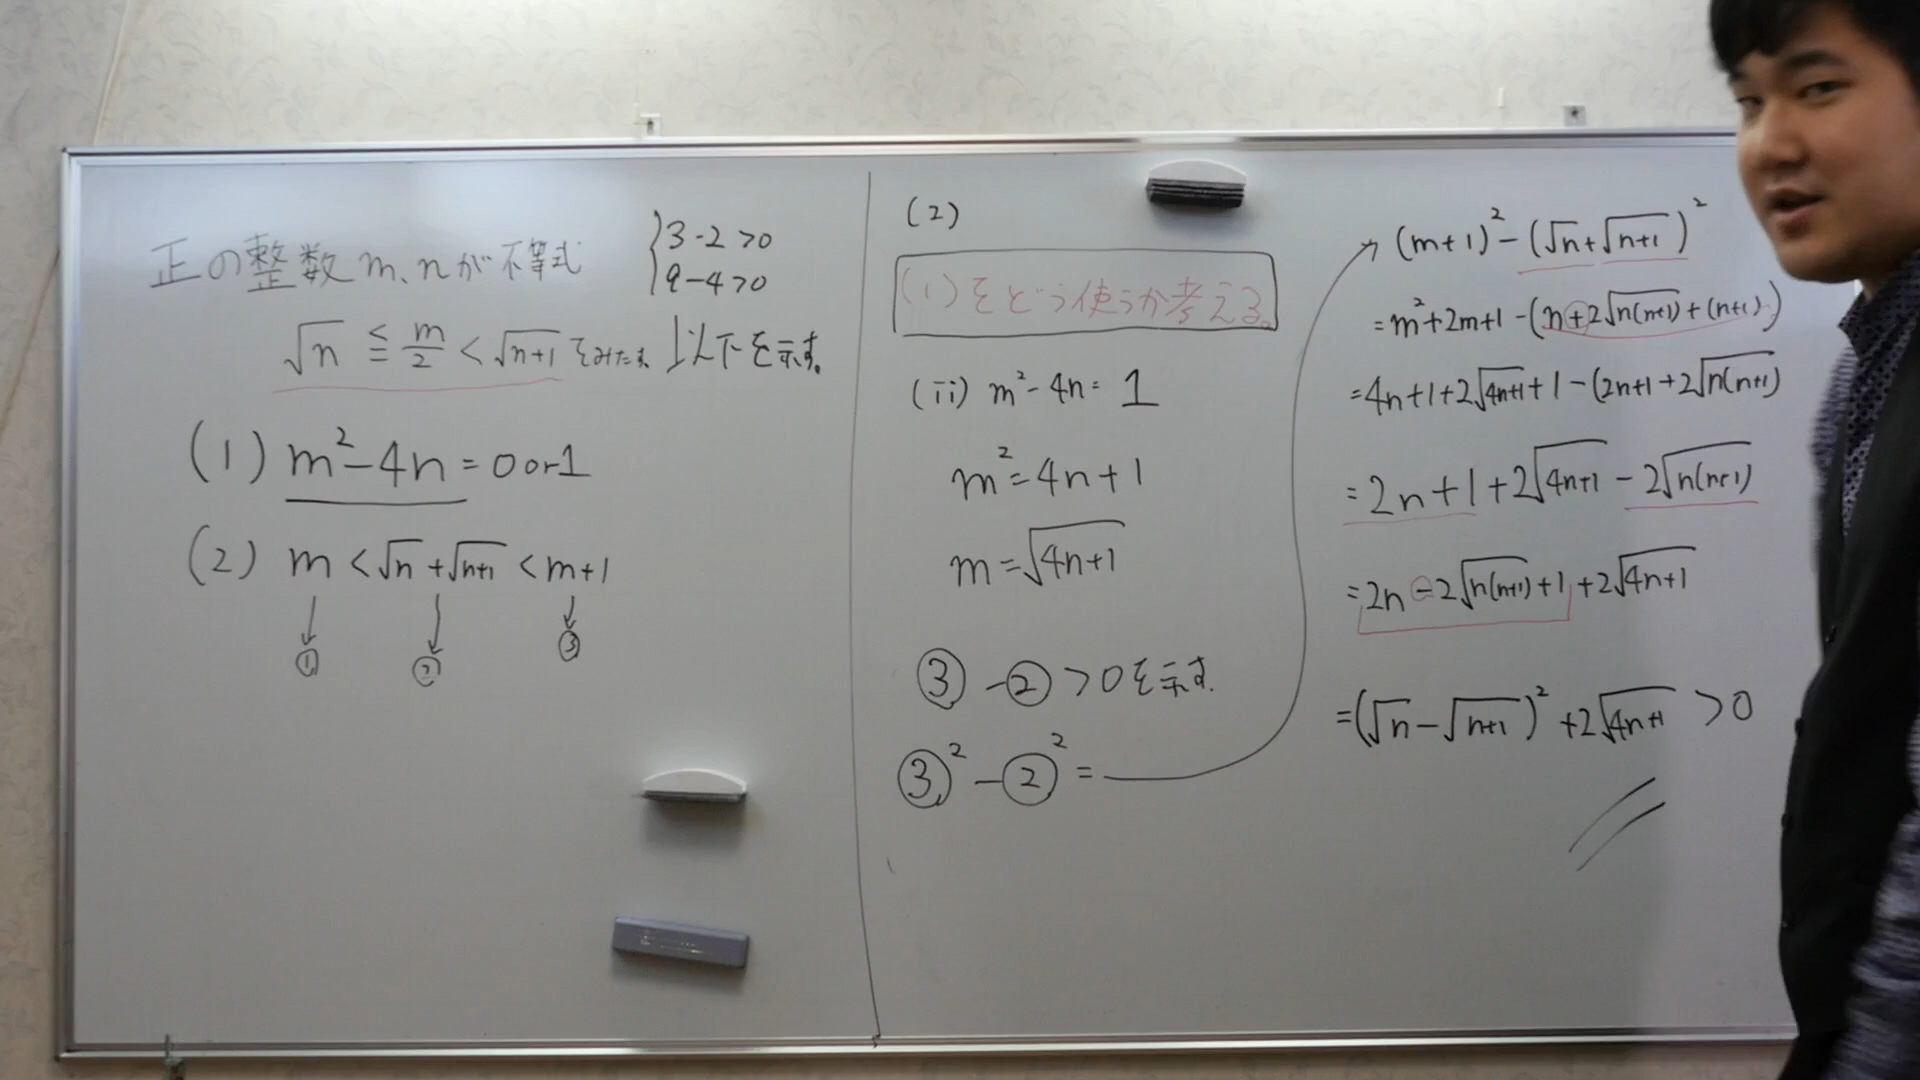 正の整数m、nが不等式
√n ≦ m/2 < √(n+1) をみたす
3-2>0
9-4>0
以下を示す。
(1) m²-4n = 0 or 1
(2) m < √n + √(n+1) < m+1
① ② ③
(2)
(1)をどう使うか考える。
(ii) m²-4n = 1
m² = 4n+1
m = √(4n+1)
③ - ② > 0 を示す.
③² - ②² =
(m+1)² - (√n+√(n+1))²
= m²+2m+1 - (n+2√(n(n+1))+(n+1))
= 4n+1+2√(4n+1)+1 - (2n+1+2√(n(n+1)))
= 2n+1+2√(4n+1) - 2√(n(n+1))
= 2n - 2√(n(n+1))+1 + 2√(4n+1)
= (√n - √(n+1))² + 2√(4n+1) > 0